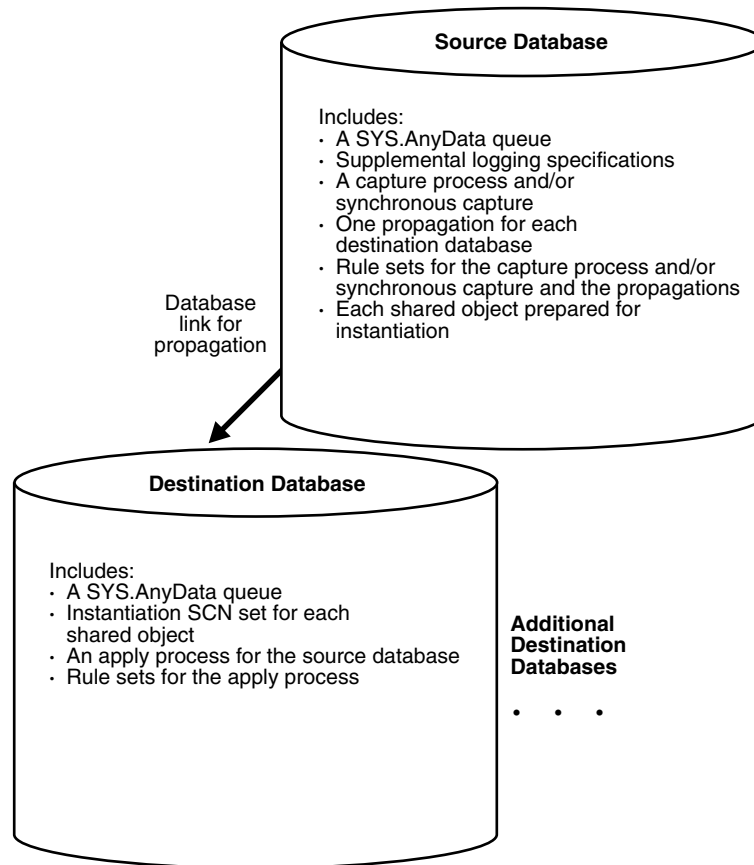 Source Database
Includes:
· A SYS.AnyData queue
· Supplemental logging specifications
· A capture process and/or
synchronous capture
· One propagation for each
destination database
· Rule sets for the capture process and/or
synchronous capture and the propagations
· Each shared object prepared for
instantiation
Database
link for
propagation
Destination Database
Includes:
· A SYS.AnyData queue
· Instantiation SCN set for each
shared object
· An apply process for the source database
· Rule sets for the apply process
Additional
Destination
Databases
. . .